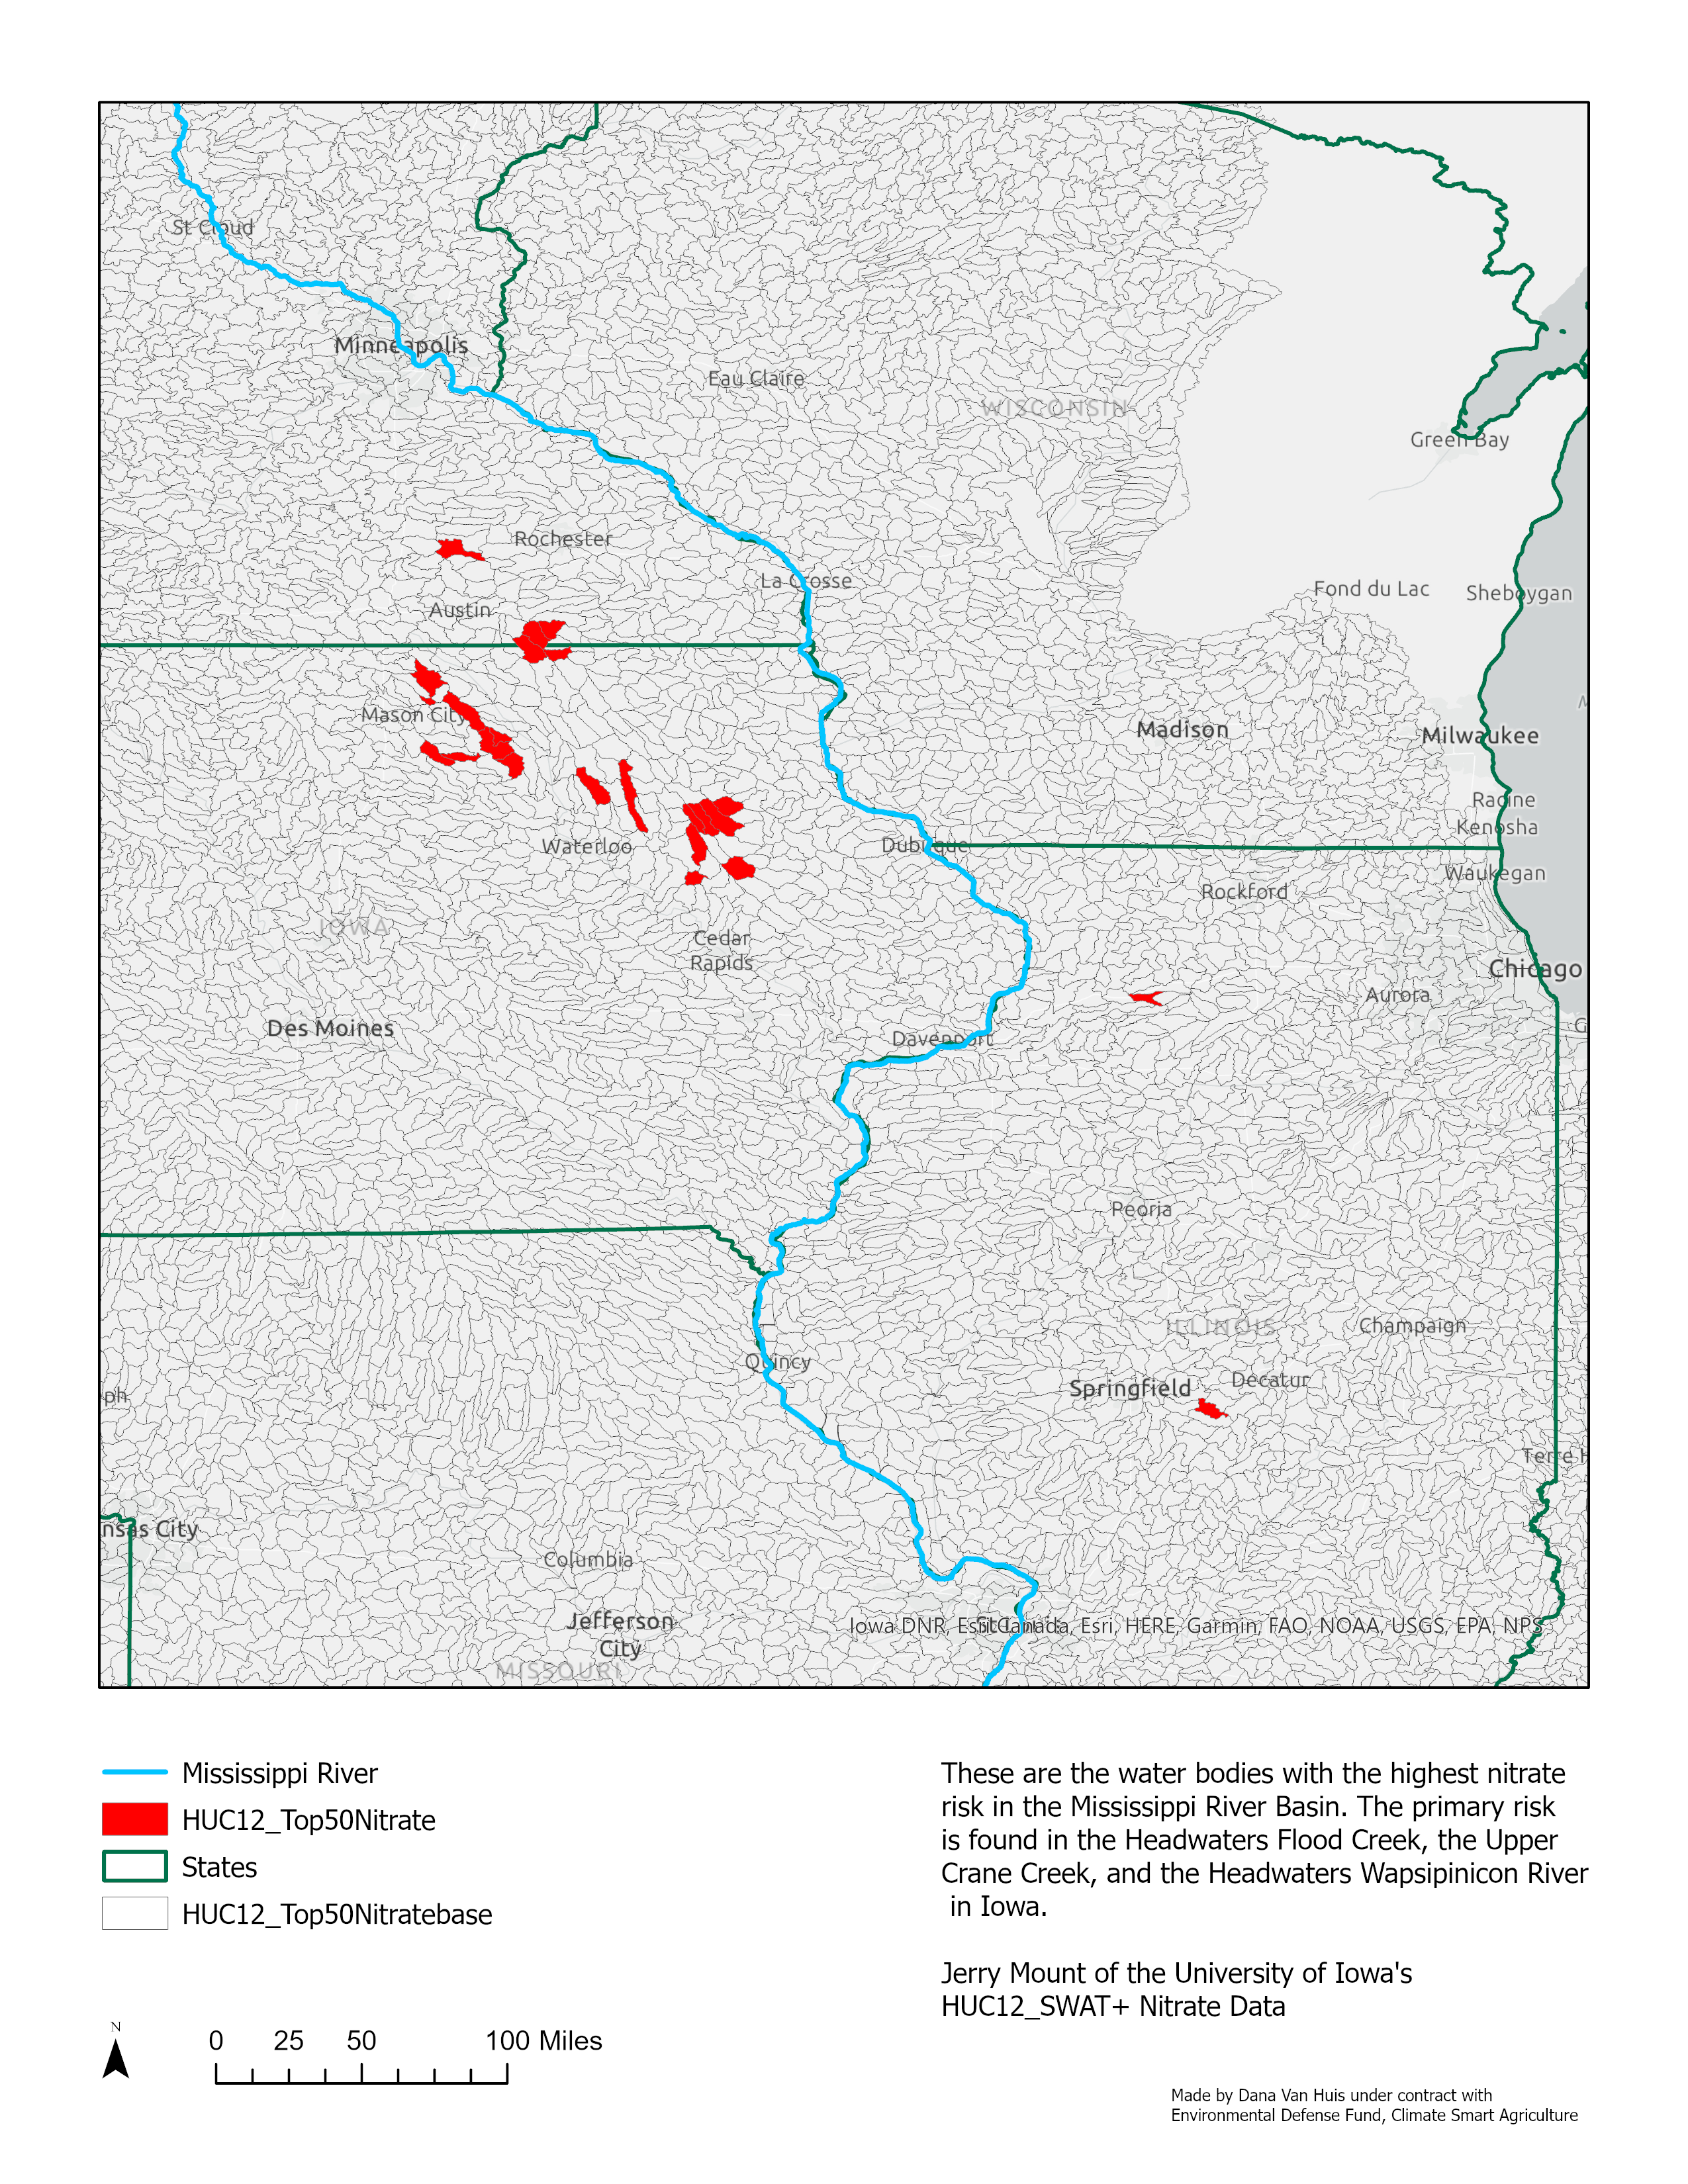 St Cloud
Minneapolis
Eau Claire
WISCONSIN
Green Bay
Rochester
La Crosse
Fond du Lac
Sheboygan
Austin
Mason City
Madison
Milwaukee
M
Racine
Kenosha
Waterloo
Dubuque
Waukegan
Rockford
IOWA
Cedar
Rapids
Chicago
Aurora
Des Moines
Davenport
G
Peoria
ILLINOIS
Champaign
Quincy
Springfield
Decatur
ph
Terre H
nsas City
Columbia
Jefferson
City
MISSOURI
Iowa DNR, Esri Canada, Esri, HERE, Garmin, FAO, NOAA, USGS, EPA, NPS
Mississippi River
HUC12_Top50Nitrate
States
HUC12_Top50Nitratebase
These are the water bodies with the highest nitrate
risk in the Mississippi River Basin. The primary risk
is found in the Headwaters Flood Creek, the Upper
Crane Creek, and the Headwaters Wapsipinicon River
in Iowa.
Jerry Mount of the University of Iowa's
HUC12_SWAT+ Nitrate Data
N
0 25 50 100 Miles
Made by Dana Van Huis under contract with
Environmental Defense Fund, Climate Smart Agriculture